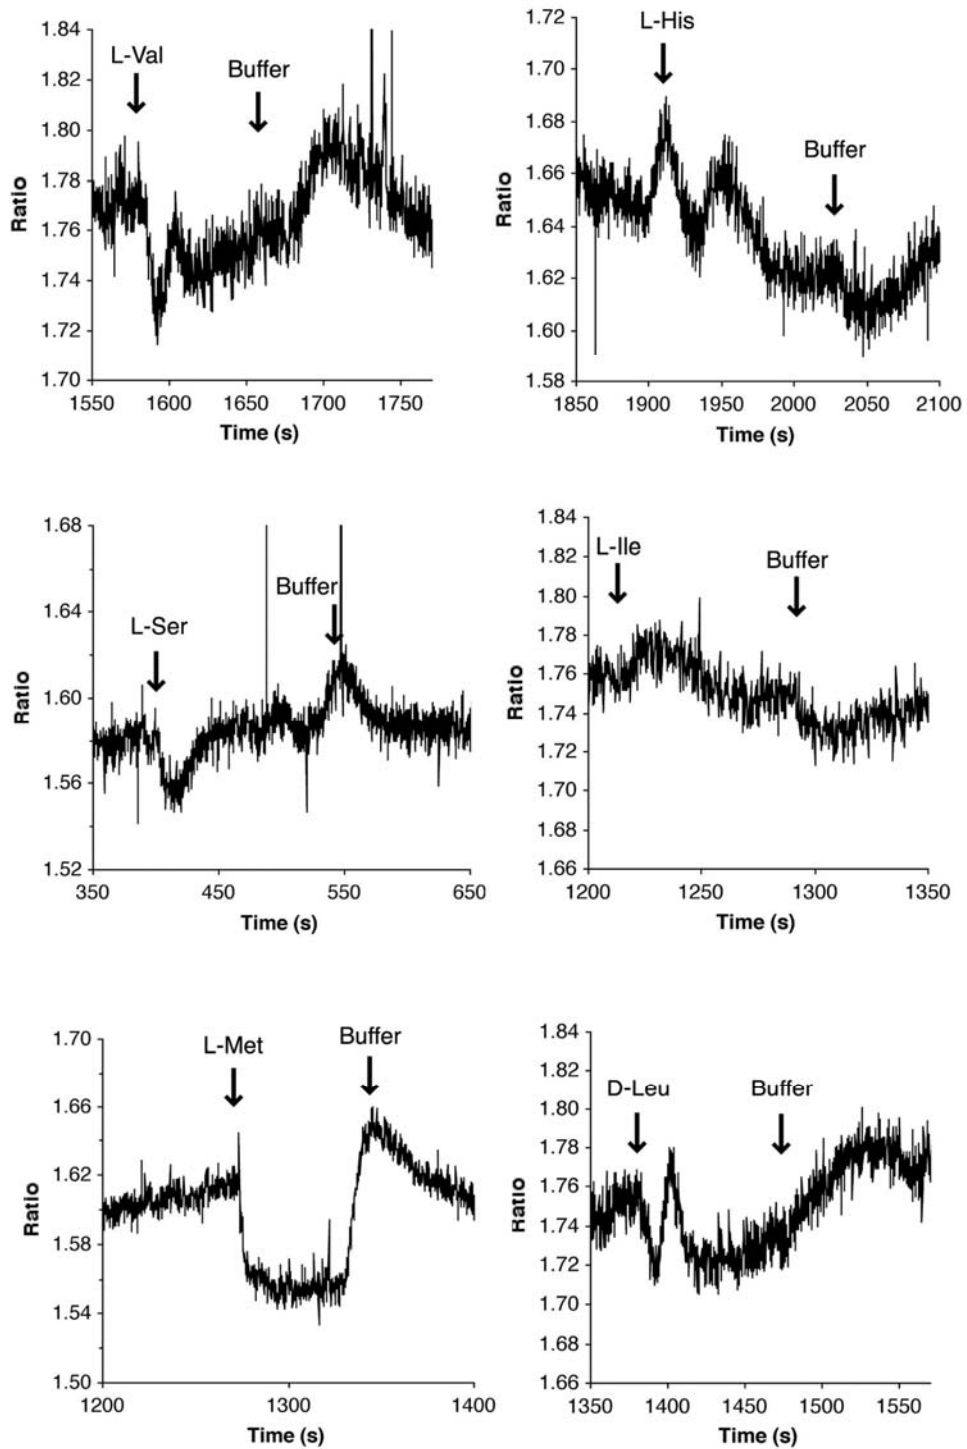 1.84
1.82
1.80
1.78
1.76
1.74
1.72
1.70
Ratio
L-Val
Buffer
1550 1600 1650 1700 1750
Time (s)
1.72
1.70
1.68
1.66
1.64
1.62
1.60
1.58
Ratio
L-His
Buffer
1850 1900 1950 2000 2050 2100
Time (s)
1.68
1.64
1.60
1.56
1.52
Ratio
L-Ser
Buffer
350 450 550 650
Time (s)
1.84
1.82
1.80
1.78
1.76
1.74
1.72
1.70
1.68
1.66
Ratio
L-Ile
Buffer
1200 1250 1300 1350
Time (s)
1.70
1.66
1.62
1.58
1.54
1.50
Ratio
L-Met
Buffer
1200 1300 1400
Time (s)
1.84
1.82
1.80
1.78
1.76
1.74
1.72
1.70
1.68
1.66
Ratio
D-Leu
Buffer
1350 1400 1450 1500 1550
Time (s)